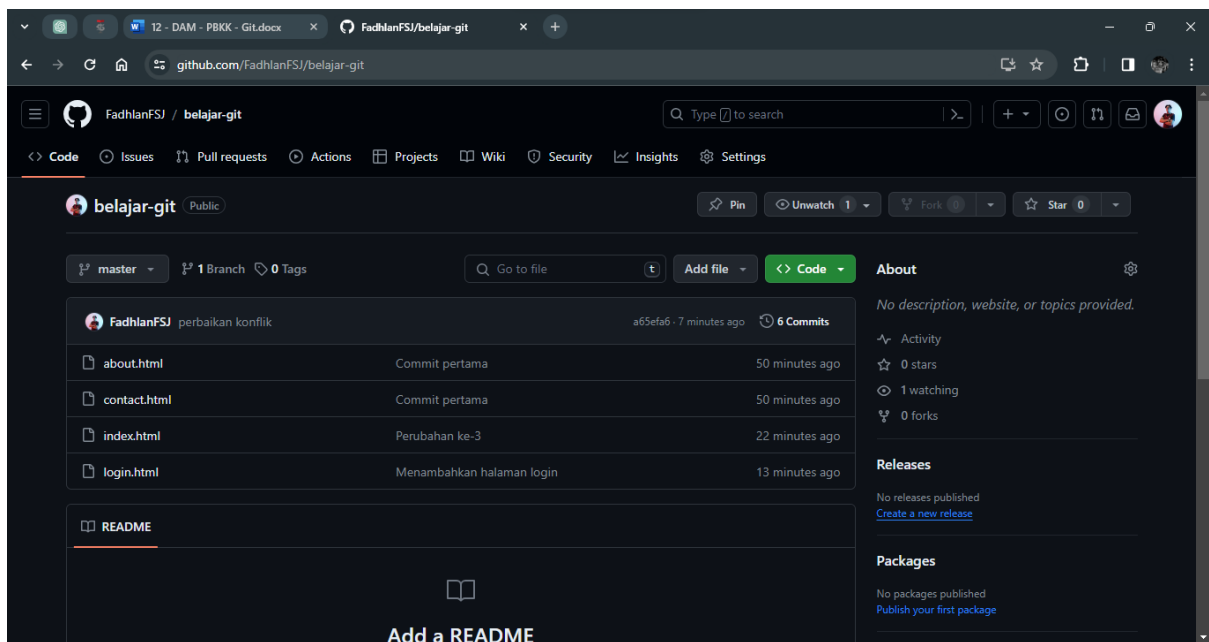 12 - DAM - PBKK - Git.docx
FadhlanFSJ/belajar-git
github.com/FadhlanFSJ/belajar-git
FadhlanFSJ / belajar-git
Type / to search
Code Issues Pull requests Actions Projects Wiki Security Insights Settings
belajar-git Public
Pin Unwatch 1 Fork 0 Star 0
master 1 Branch 0 Tags Go to file t Add file Code
FadhlanFSJ perbaikan konflik a65efa6 · 7 minutes ago 6 Commits
about.html Commit pertama 50 minutes ago
contact.html Commit pertama 50 minutes ago
index.html Perubahan ke-3 22 minutes ago
login.html Menambahkan halaman login 13 minutes ago
README
Add a README
About
No description, website, or topics provided.
Activity
0 stars
1 watching
0 forks
Releases
No releases published
Create a new release
Packages
No packages published
Publish your first package